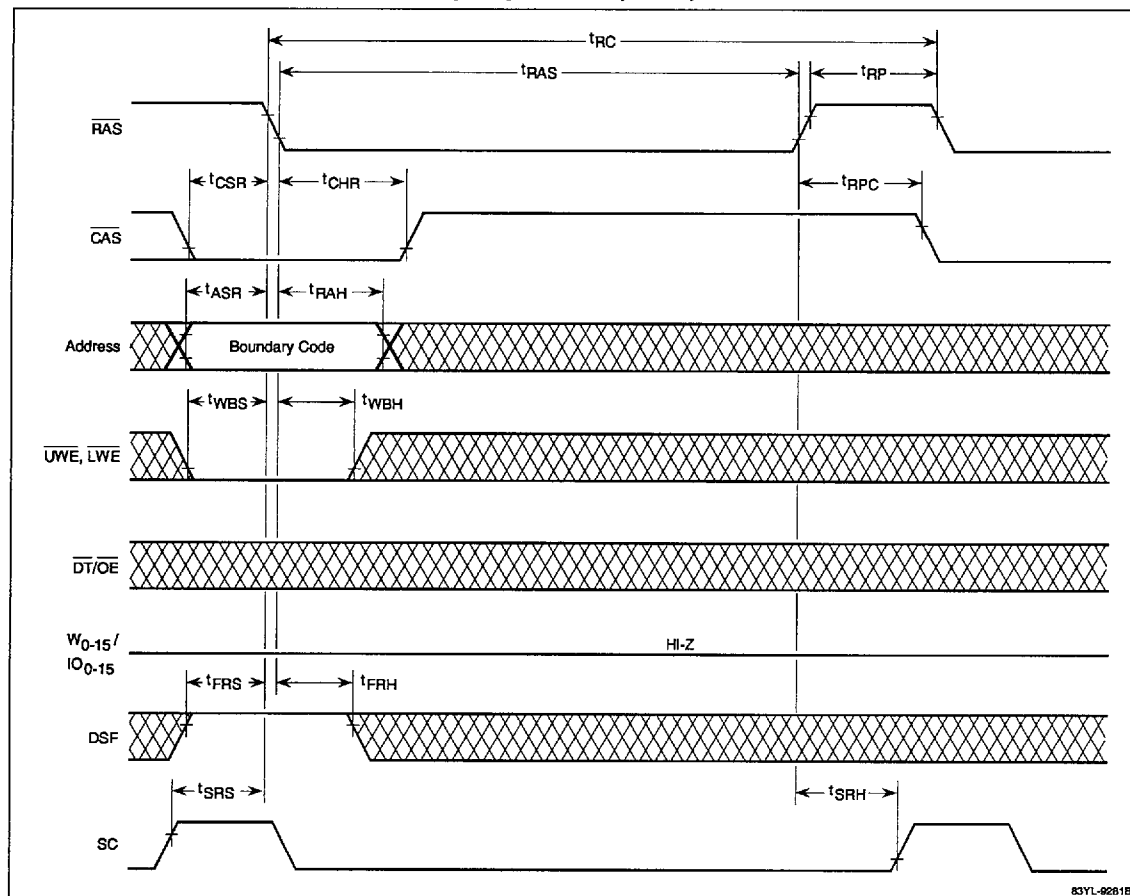 tRC
tRAS
tRP
RAS
tCSR
tCHR
tRPC
CAS
tASR
tRAH
Address
Boundary Code
tWBS
tWBH
UWE, LWE
DT/OE
W0-15 /
IO0-15
HI-Z
tFRS
tFRH
DSF
tSRS
tSRH
SC
83YL-9281B